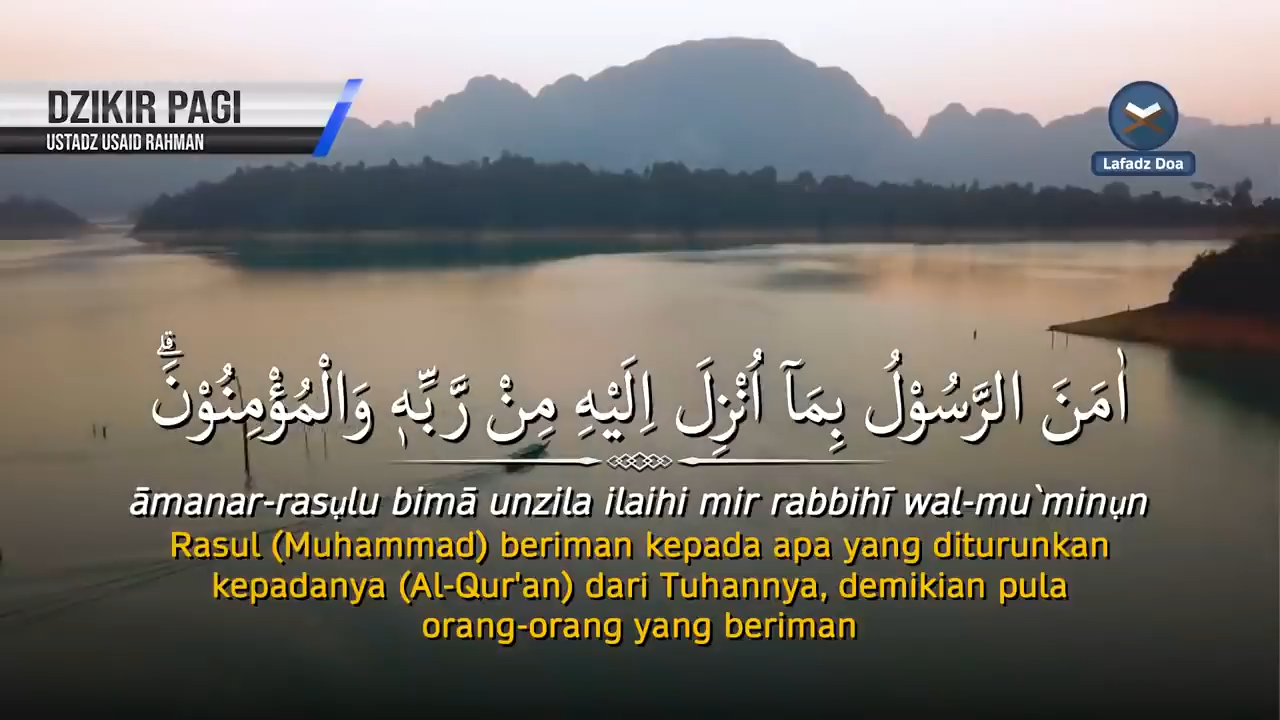 DZIKIR PAGI
USTADZ USAID RAHMAN
Lafadz Doa
اٰمَنَ الرَّسُوْلُ بِمَآ اُنْزِلَ اِلَيْهِ مِنْ رَّبِّهٖ وَالْمُؤْمِنُوْنَۗ
āmanar-rasụlu bimā unzila ilaihi mir rabbihī wal-mu`minụn
Rasul (Muhammad) beriman kepada apa yang diturunkan
kepadanya (Al-Qur'an) dari Tuhannya, demikian pula
orang-orang yang beriman